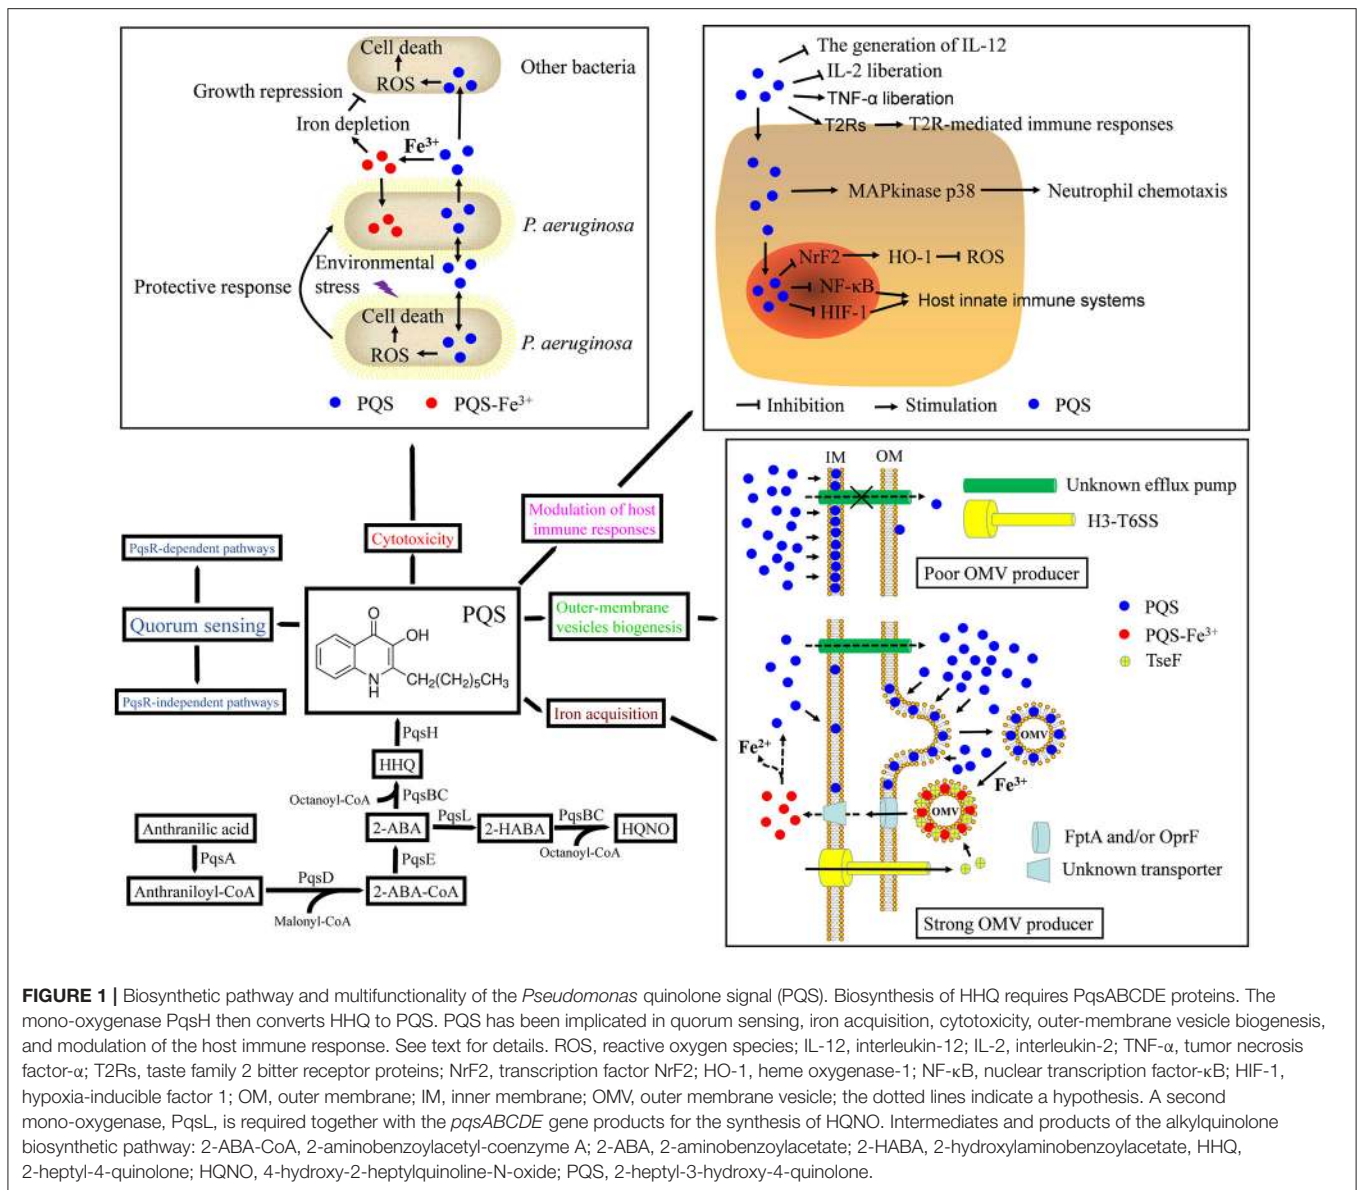 Cell death
ROS
Other bacteria
Growth repression
Iron depletion
Fe³⁺
P. aeruginosa
Environmental
stress
Protective response
Cell death
ROS
P. aeruginosa
PQS
PQS-Fe³⁺
The generation of IL-12
IL-2 liberation
TNF-α liberation
T2Rs
T2R-mediated immune responses
MAPkinase p38
Neutrophil chemotaxis
NrF2
HO-1
ROS
NF-κB
HIF-1
Host innate immune systems
Inhibition
Stimulation
PQS
PqsR-dependent pathways
Quorum sensing
PqsR-independent pathways
Cytotoxicity
Modulation of host
immune responses
Outer-membrane
vesicles biogenesis
Iron acquisition
PQS
O
OH
N
H
CH₂(CH₂)₅CH₃
PqsH
HHQ
Octanoyl-CoA
PqsBC
Anthranilic acid
2-ABA
PqsL
2-HABA
PqsBC
HQNO
Octanoyl-CoA
PqsA
PqsE
Anthraniloyl-CoA
PqsD
2-ABA-CoA
Malonyl-CoA
IM
OM
Unknown efflux pump
H3-T6SS
Poor OMV producer
PQS
PQS-Fe³⁺
TseF
OMV
Fe²⁺
Fe³⁺
OMV
FptA and/or OprF
Unknown transporter
Strong OMV producer
FIGURE 1 | Biosynthetic pathway and multifunctionality of the Pseudomonas quinolone signal (PQS). Biosynthesis of HHQ requires PqsABCDE proteins. The
mono-oxygenase PqsH then converts HHQ to PQS. PQS has been implicated in quorum sensing, iron acquisition, cytotoxicity, outer-membrane vesicle biogenesis,
and modulation of the host immune response. See text for details. ROS, reactive oxygen species; IL-12, interleukin-12; IL-2, interleukin-2; TNF-α, tumor necrosis
factor-α; T2Rs, taste family 2 bitter receptor proteins; NrF2, transcription factor NrF2; HO-1, heme oxygenase-1; NF-κB, nuclear transcription factor-κB; HIF-1,
hypoxia-inducible factor 1; OM, outer membrane; IM, inner membrane; OMV, outer membrane vesicle; the dotted lines indicate a hypothesis. A second
mono-oxygenase, PqsL, is required together with the pqsABCDE gene products for the synthesis of HQNO. Intermediates and products of the alkylquinolone
biosynthetic pathway: 2-ABA-CoA, 2-aminobenzoylacetyl-coenzyme A; 2-ABA, 2-aminobenzoylacetate; 2-HABA, 2-hydroxylaminobenzoylacetate, HHQ,
2-heptyl-4-quinolone; HQNO, 4-hydroxy-2-heptylquinoline-N-oxide; PQS, 2-heptyl-3-hydroxy-4-quinolone.